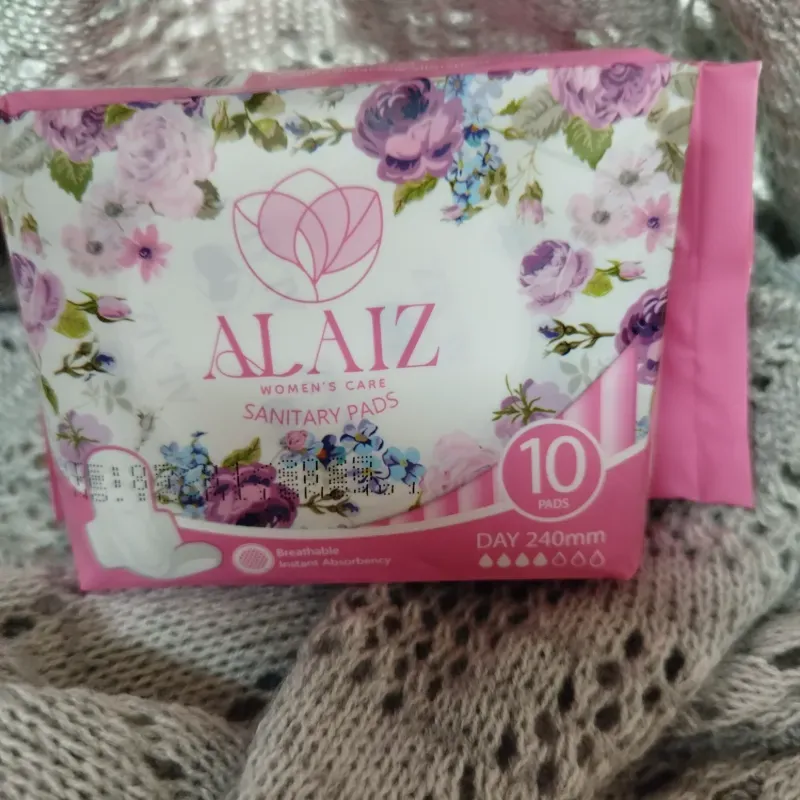 ALAIZ
WOMEN'S CARE
SANITARY PADS
10
PADS
DAY 240mm
Breathable
Instant Absorbency